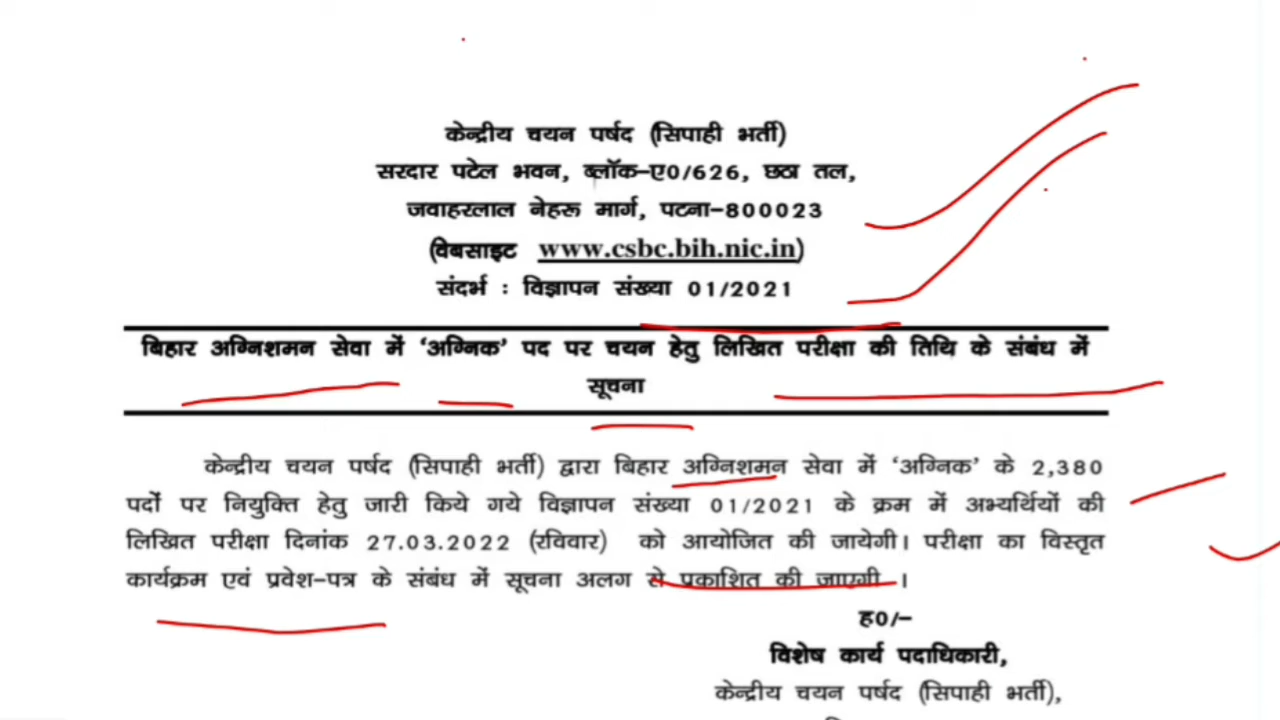 केन्द्रीय चयन पर्षद (सिपाही भर्ती)
सरदार पटेल भवन, ब्लॉक–ए0/626, छठा तल,
जवाहरलाल नेहरू मार्ग, पटना–800023
(वेबसाइट www.csbc.bih.nic.in)
संदर्भ : विज्ञापन संख्या 01/2021
बिहार अग्निशमन सेवा में ‘अग्निक’ पद पर चयन हेतु लिखित परीक्षा की तिथि के संबंध में
सूचना
केन्द्रीय चयन पर्षद (सिपाही भर्ती) द्वारा बिहार अग्निशमन सेवा में ‘अग्निक’ के 2,380
पदों पर नियुक्ति हेतु जारी किये गये विज्ञापन संख्या 01/2021 के क्रम में अभ्यर्थियों की
लिखित परीक्षा दिनांक 27.03.2022 (रविवार) को आयोजित की जायेगी। परीक्षा का विस्तृत
कार्यक्रम एवं प्रवेश–पत्र के संबंध में सूचना अलग से प्रकाशित की जाएगी ।
ह0/–
विशेष कार्य पदाधिकारी,
केन्द्रीय चयन पर्षद (सिपाही भर्ती),